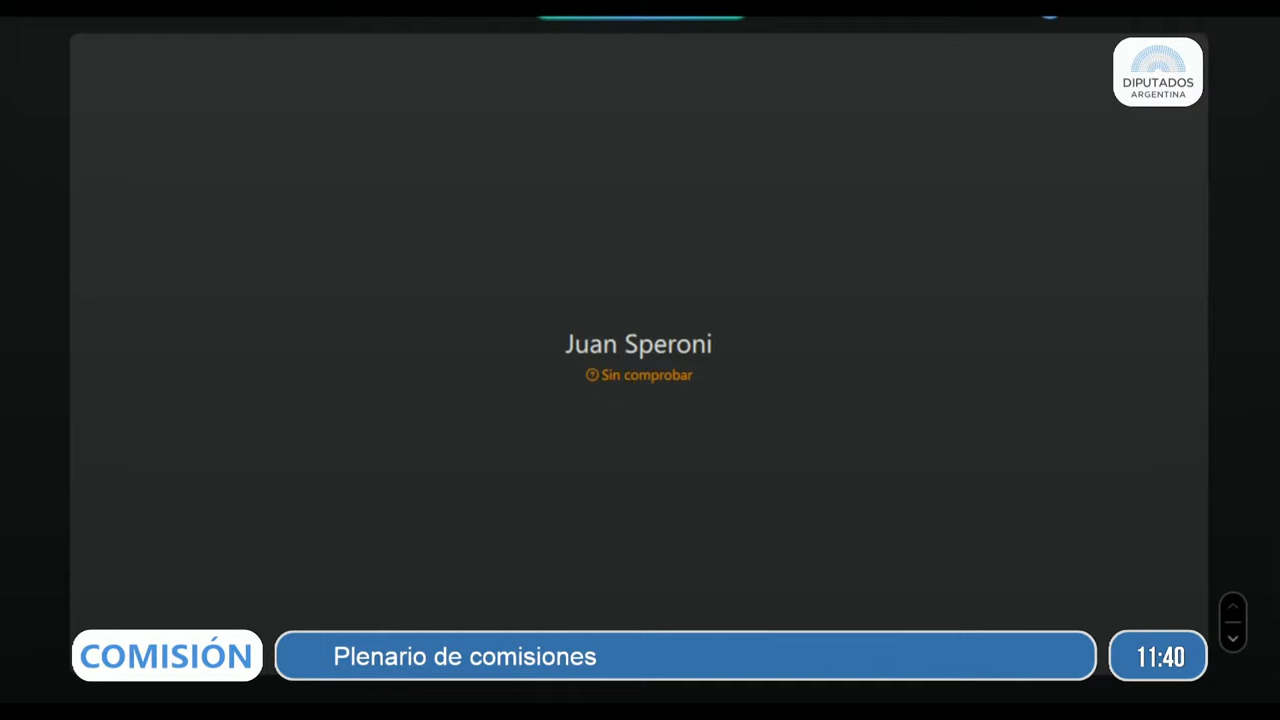 DIPUTADOS
ARGENTINA
Juan Speroni
Sin comprobar
COMISIÓN
Plenario de comisiones
11:40